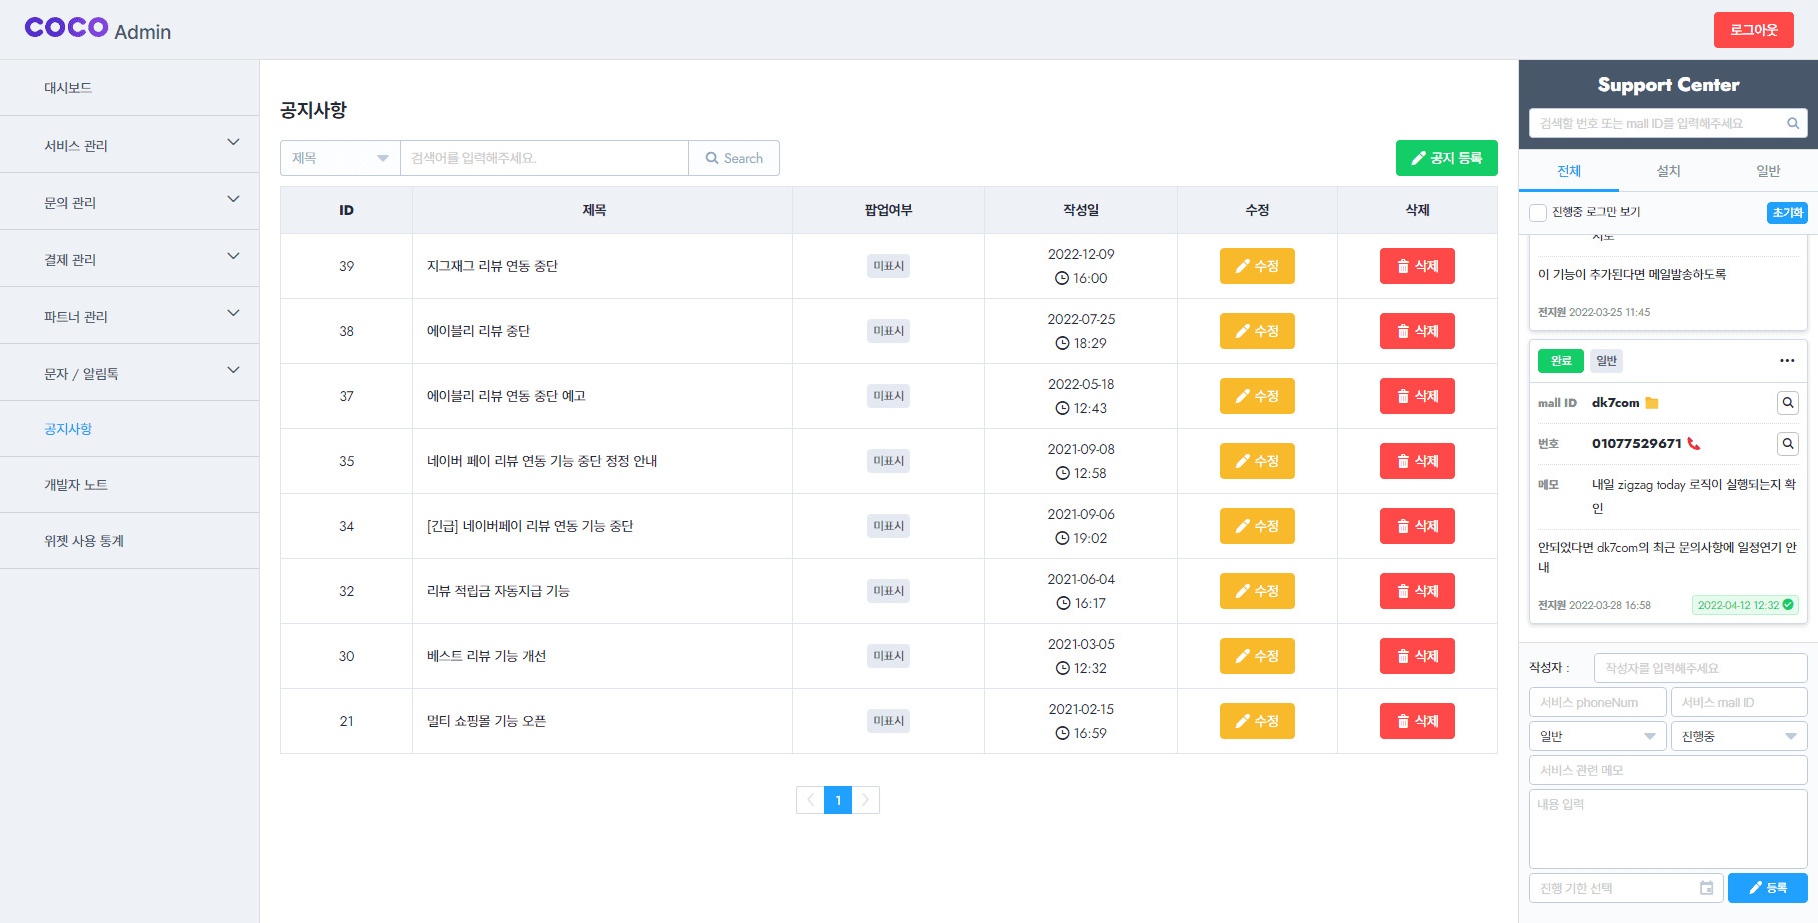 coco Admin
로그아웃
대시보드
서비스 관리
문의 관리
결제 관리
파트너 관리
문자 / 알림톡
공지사항
개발자 노트
위젯 사용 통계
공지사항
제목
검색어를 입력해주세요.
Search
공지 등록
ID 제목 팝업여부 작성일 수정 삭제
39 지그재그 리뷰 연동 중단 미표시 2022-12-09 16:00 수정 삭제
38 에이블리 리뷰 중단 미표시 2022-07-25 18:29 수정 삭제
37 에이블리 리뷰 연동 중단 예고 미표시 2022-05-18 12:43 수정 삭제
35 네이버 페이 리뷰 연동 기능 중단 정정 안내 미표시 2021-09-08 12:58 수정 삭제
34 [긴급] 네이버페이 리뷰 연동 기능 중단 미표시 2021-09-06 19:02 수정 삭제
32 리뷰 적립금 자동지급 기능 미표시 2021-06-04 16:17 수정 삭제
30 베스트 리뷰 기능 개선 미표시 2021-03-05 12:32 수정 삭제
21 멀티 쇼핑몰 기능 오픈 미표시 2021-02-15 16:59 수정 삭제
1
Support Center
검색할 번호 또는 mall ID를 입력해주세요
전체 설치 일반
진행중 로그만 보기
초기화
이 기능이 추가된다면 메일발송하도록
전지원 2022-03-25 11:45
완료 일반
mall ID dk7com
번호 01077529671
메모 내일 zigzag today 로직이 실행되는지 확
인
안되었다면 dk7com의 최근 문의사항에 일정연기 안
내
전지원 2022-03-28 16:58
2022-04-12 12:32
작성자 :
작성자를 입력해주세요
서비스 phoneNum
서비스 mall ID
일반
진행중
서비스 관련 메모
내용 입력
진행 기한 선택
등록